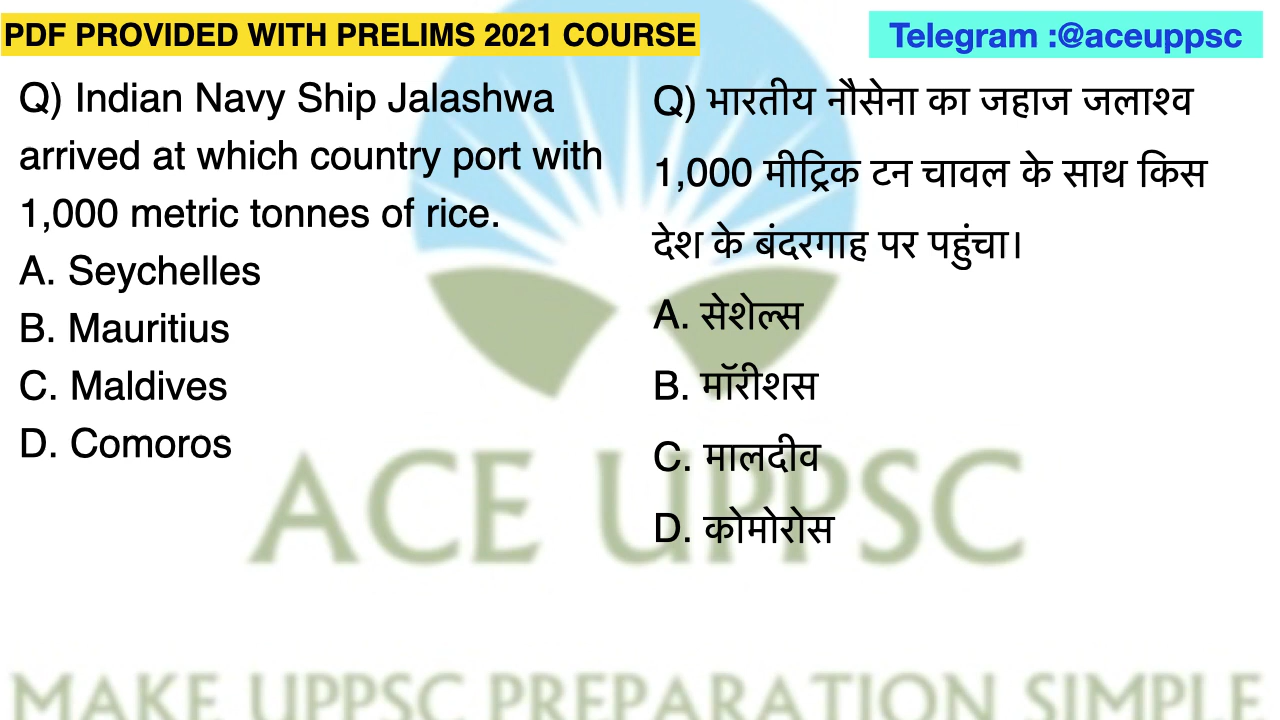 PDF PROVIDED WITH PRELIMS 2021 COURSE
Telegram :@aceuppsc
Q) Indian Navy Ship Jalashwa
arrived at which country port with
1,000 metric tonnes of rice.
A. Seychelles
B. Mauritius
C. Maldives
D. Comoros
Q) भारतीय नौसेना का जहाज जलाश्व
1,000 मीट्रिक टन चावल के साथ किस
देश के बंदरगाह पर पहुंचा।
A. सेशेल्स
B. मॉरीशस
C. मालदीव
D. कोमोरोस
ACE UPPSC
MAKE UPPSC PREPARATION SIMPLE